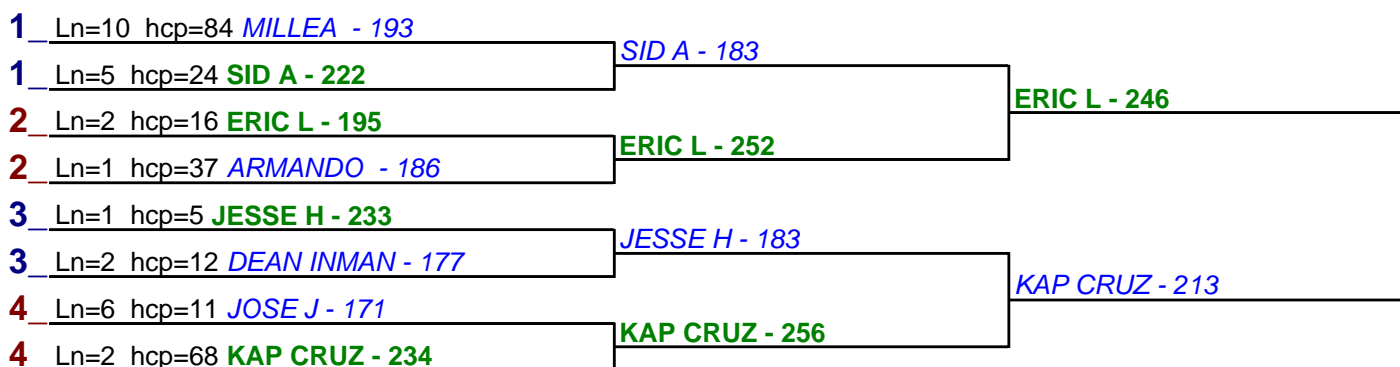 1_ Ln=10 hcp=84 MILLEA - 193
1_ Ln=5 hcp=24 SID A - 222
2_ Ln=2 hcp=16 ERIC L - 195
2_ Ln=1 hcp=37 ARMANDO - 186
3_ Ln=1 hcp=5 JESSE H - 233
3_ Ln=2 hcp=12 DEAN INMAN - 177
4_ Ln=6 hcp=11 JOSE J - 171
4 Ln=2 hcp=68 KAP CRUZ - 234
SID A - 183
ERIC L - 252
JESSE H - 183
KAP CRUZ - 256
ERIC L - 246
KAP CRUZ - 213